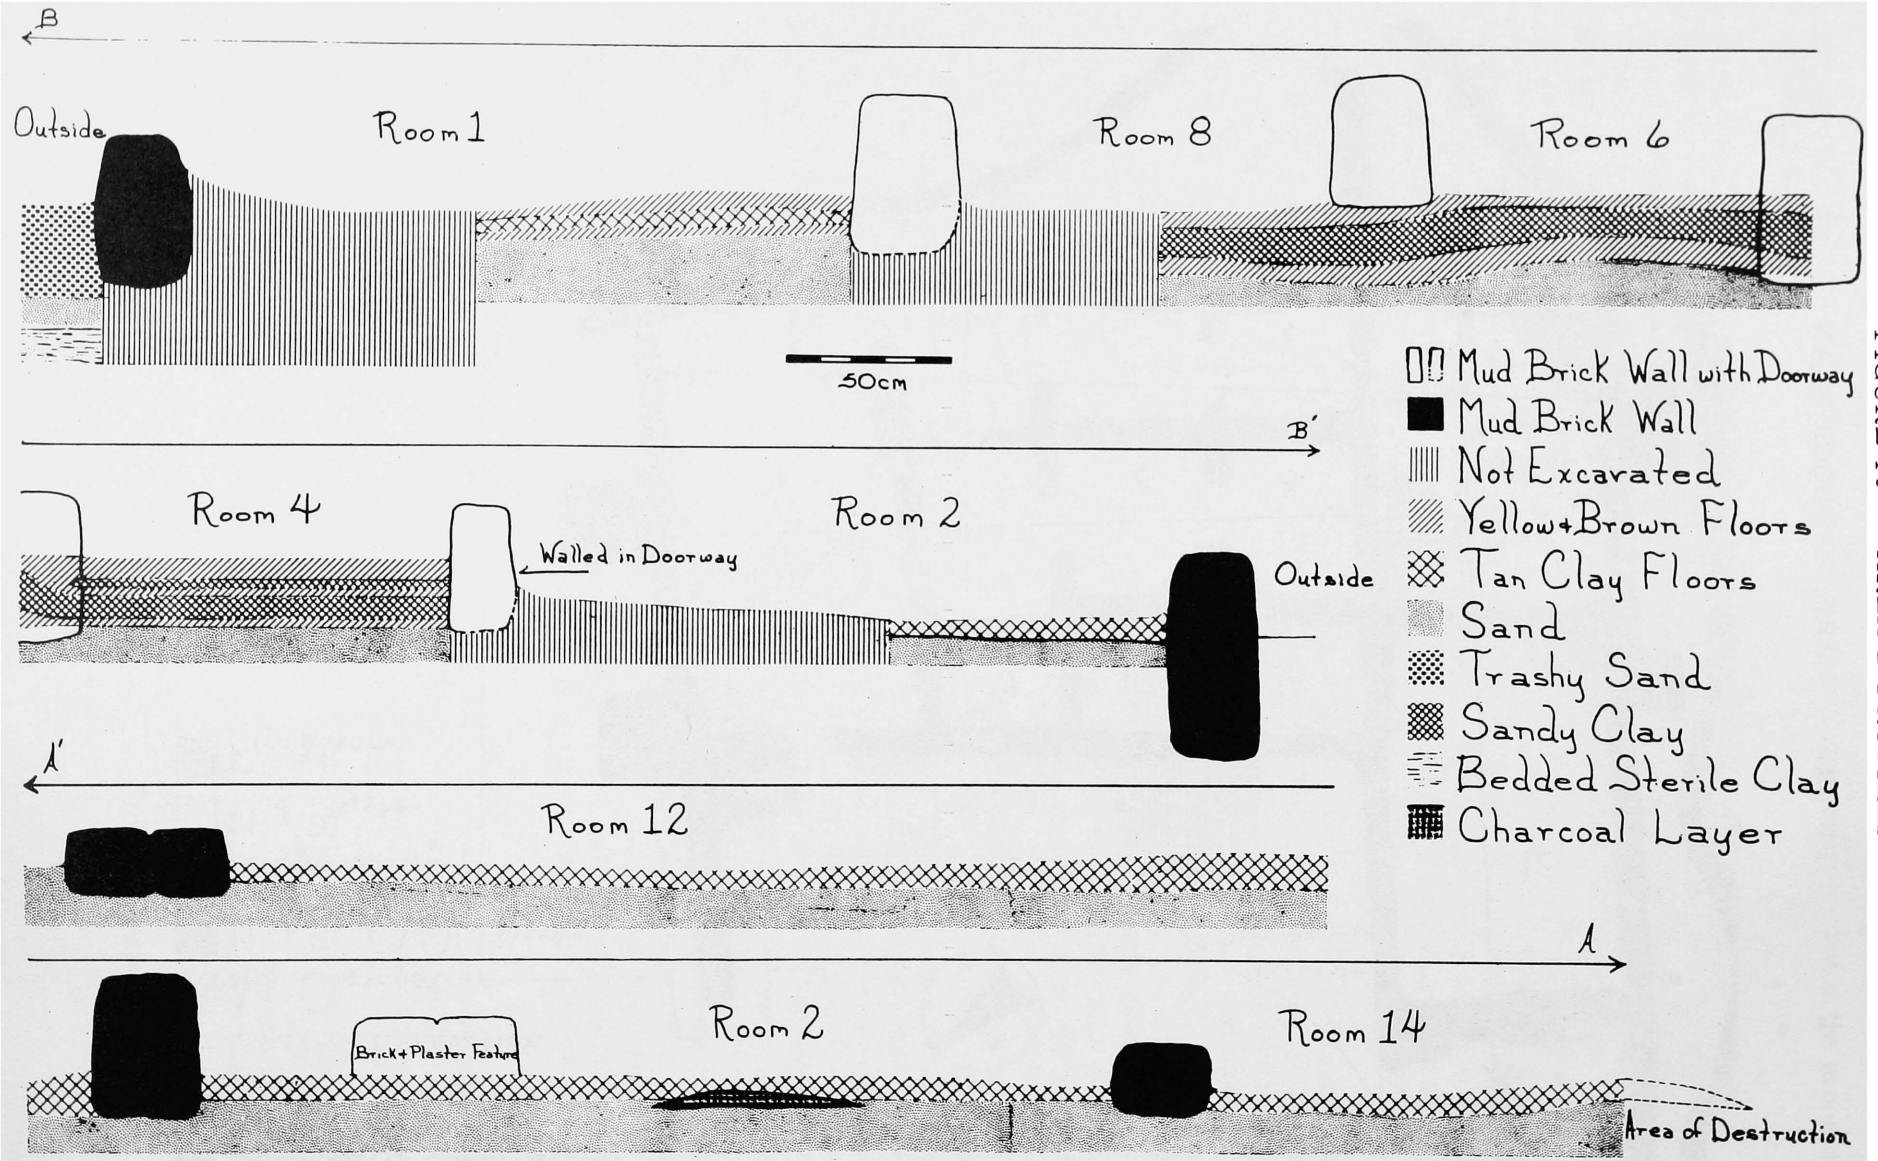 B
Outside
Room 1
Room 8
Room 6
50cm
Mud Brick Wall with Doorway
Mud Brick Wall
Not Excavated
Yellow + Brown Floors
Tan Clay Floors
Sand
Trashy Sand
Sandy Clay
Bedded Sterile Clay
Charcoal Layer
B'
Room 4
Room 2
Walled in Doorway
Outside
A'
Room 12
A
Brick + Plaster Feature
Room 2
Room 14
Area of Destruction